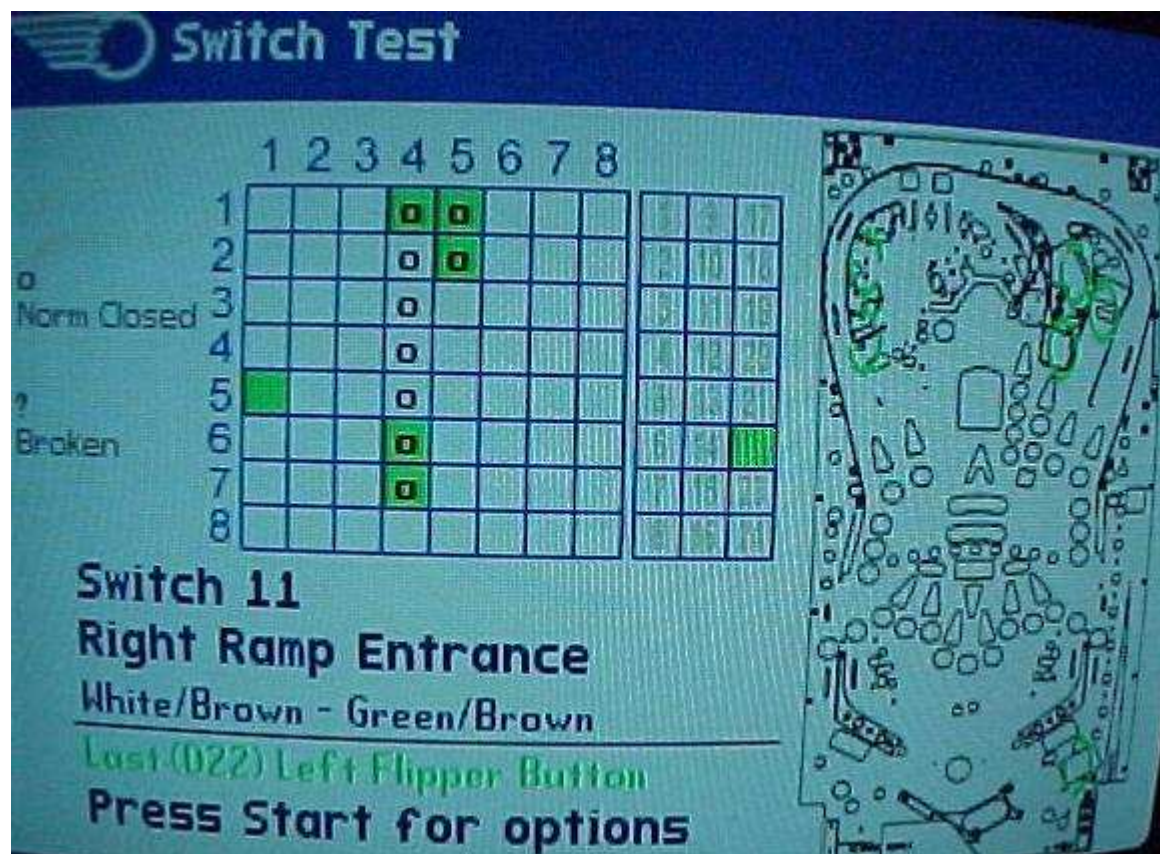 Switch Test
1 2 3 4 5 6 7 8
1
2
3
4
5
6
7
8
o
Norm Closed
?
Broken
Switch 11
Right Ramp Entrance
White/Brown - Green/Brown
Last (D22) Left Flipper Button
Press Start for options